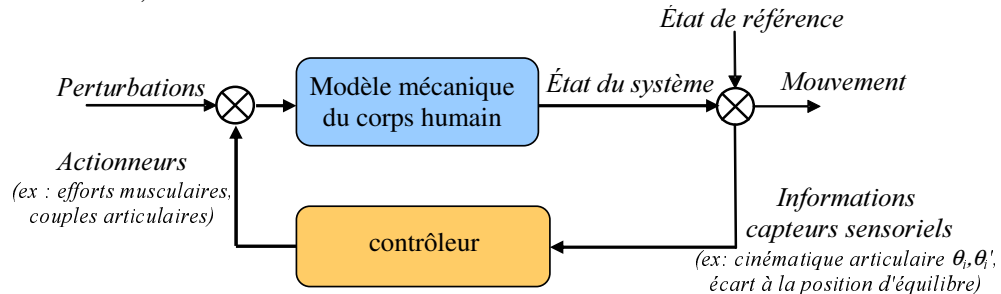 État de référence
Perturbations
Modèle mécanique
du corps humain
État du système
Mouvement
Actionneurs
(ex : efforts musculaires,
couples articulaires)
contrôleur
Informations
capteurs sensoriels
(ex: cinématique articulaire θi,θi',
écart à la position d'équilibre)